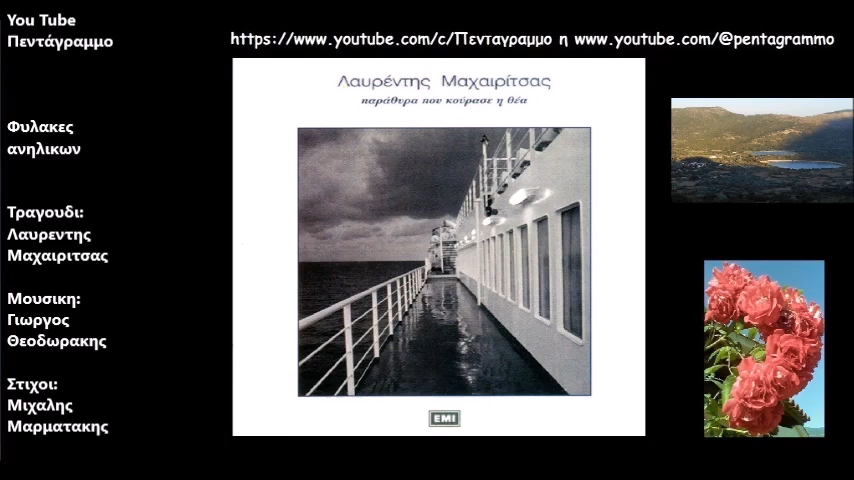 You Tube
Πεντάγραμμο
https://www.youtube.com/c/Πενταγραμμο η www.youtube.com/@pentagrammo
Λαυρέντης Μαχαιρίτσας
παράθυρα που κούρασε η θέα
Φυλακες
ανηλικων
Τραγουδι:
Λαυρεντης
Μαχαιριτσας
Μουσικη:
Γιωργος
Θεοδωρακης
Στιχοι:
Μιχαλης
Μαρματακης
EMI